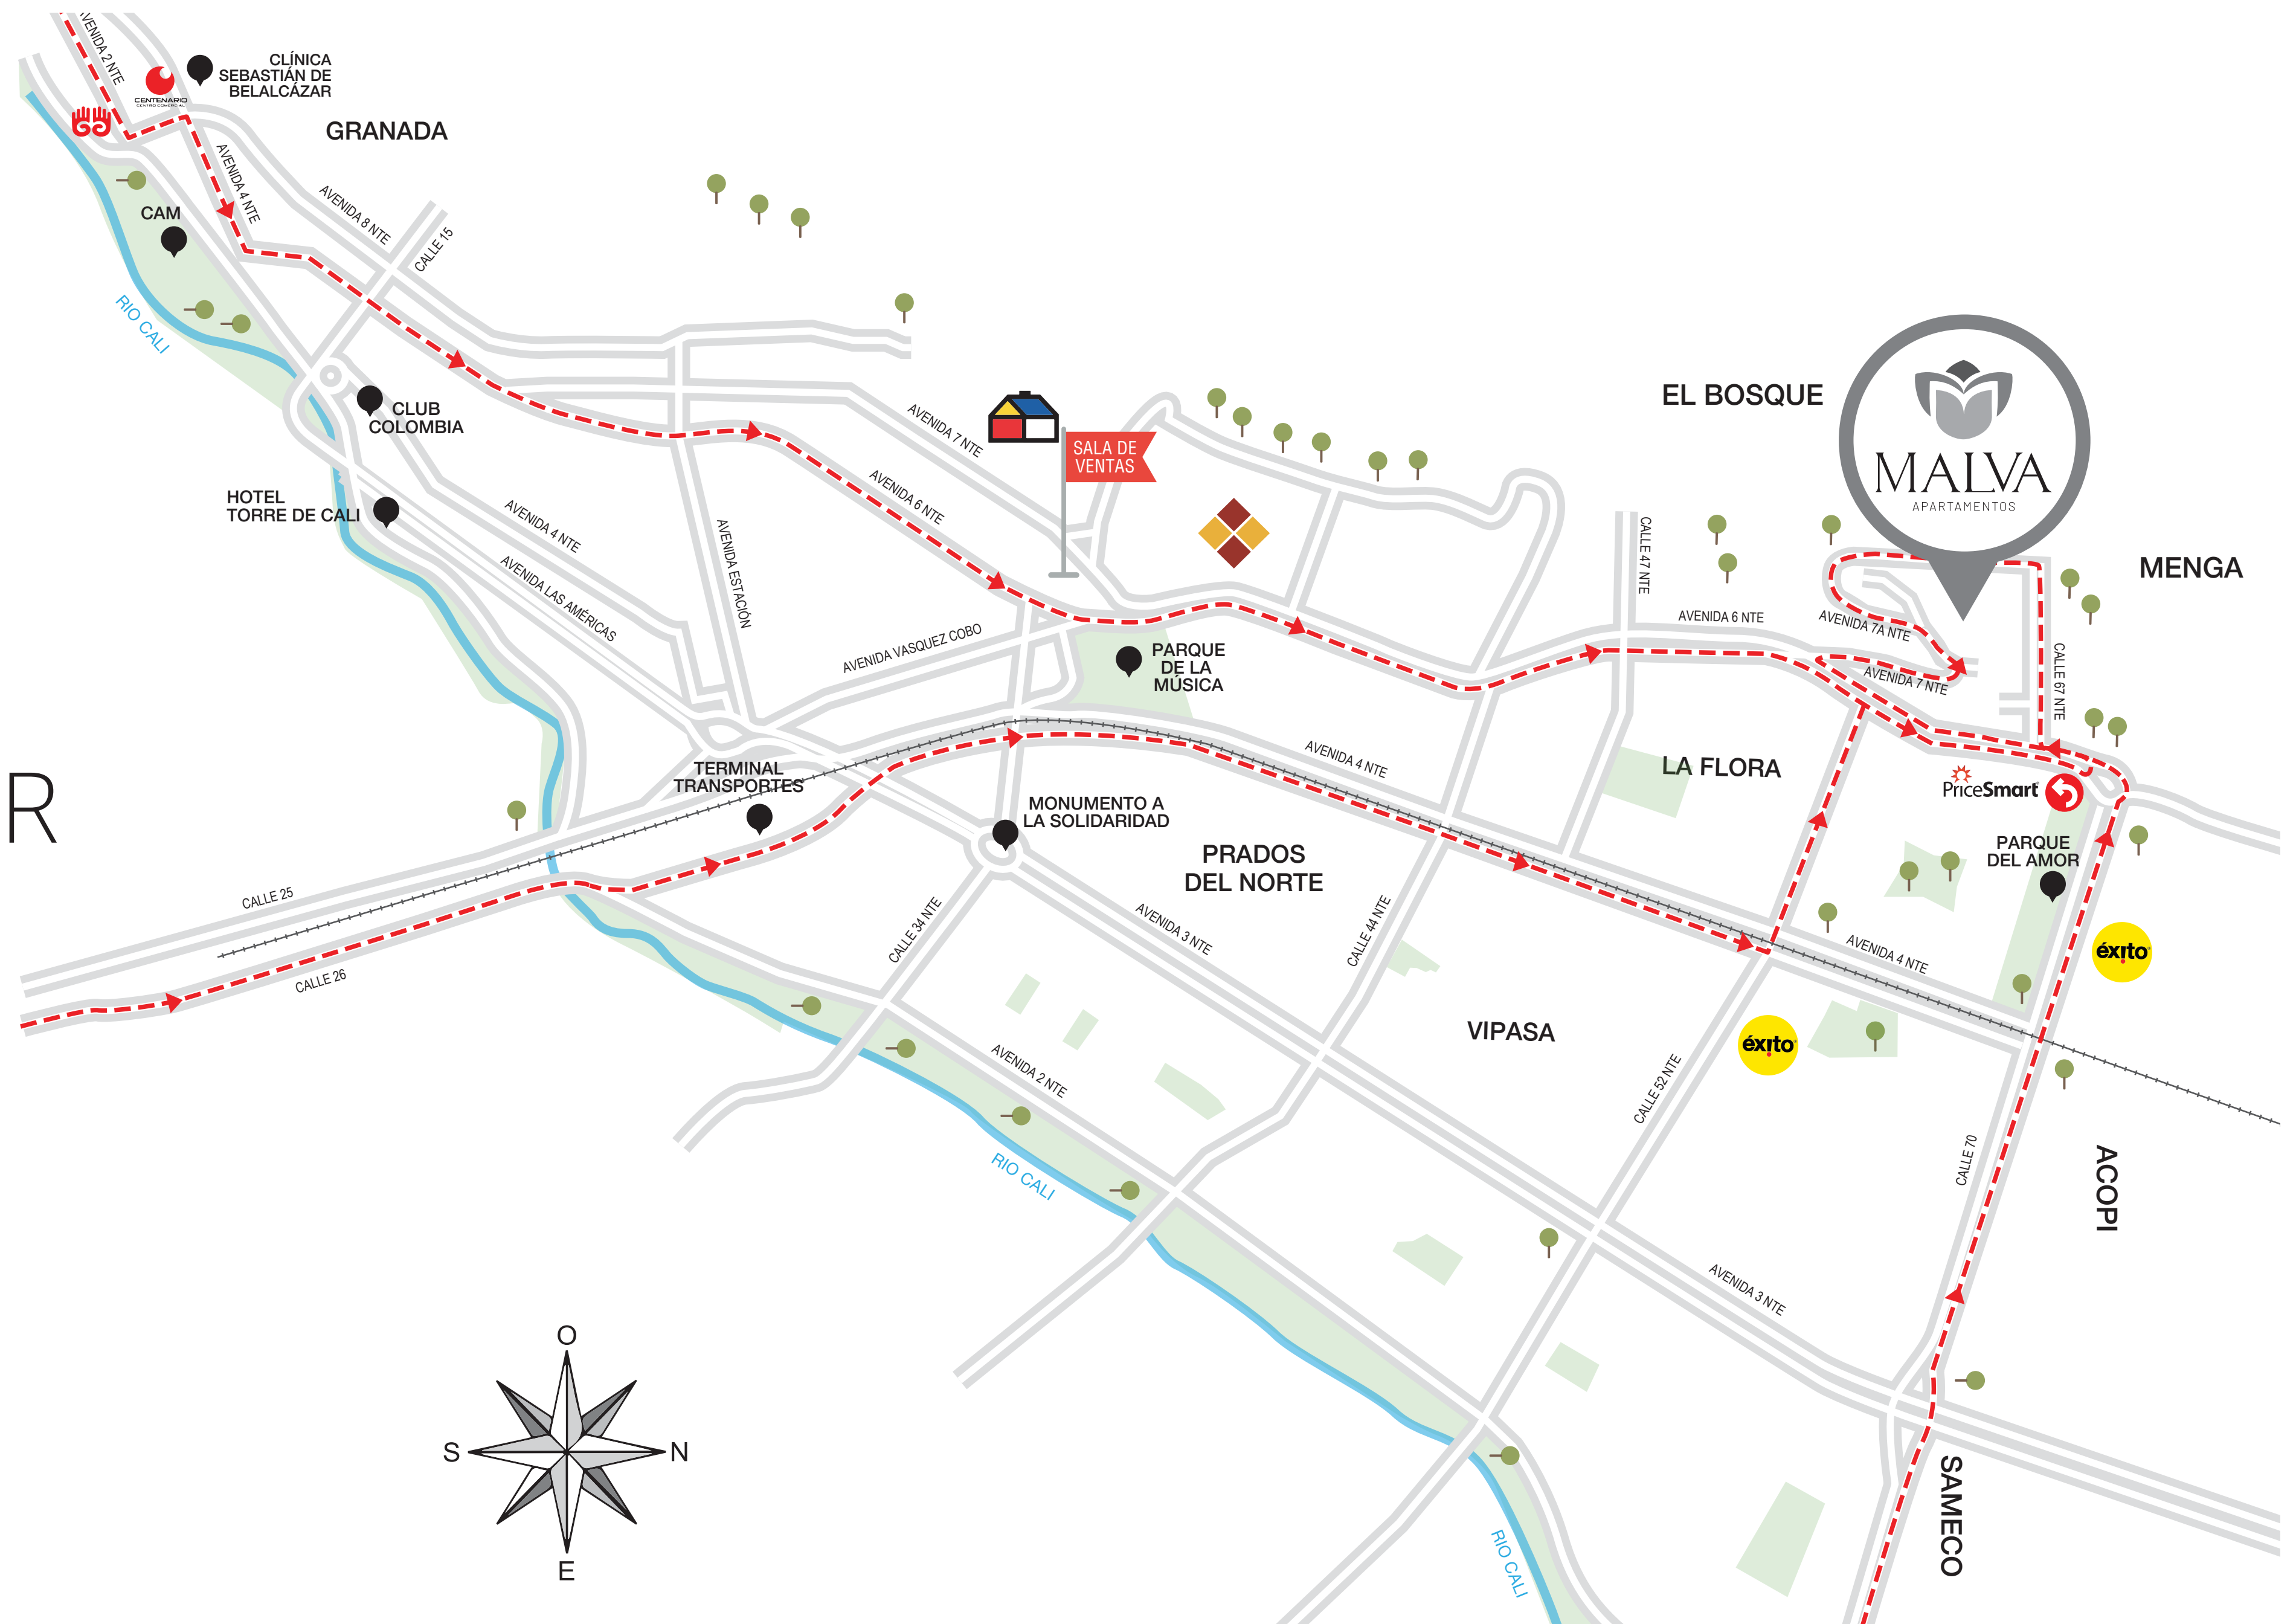 AVENIDA 2 NTE
CENTENARIO
CENTRO COMERCIAL
CLÍNICA
SEBASTIÁN DE
BELALCÁZAR
GRANADA
AVENIDA 4 NTE
CAM
AVENIDA 8 NTE
CALLE 15
RIO CALI
CLUB
COLOMBIA
HOTEL
TORRE DE CALI
AVENIDA 4 NTE
AVENIDA LAS AMÉRICAS
AVENIDA ESTACIÓN
AVENIDA 7 NTE
AVENIDA 6 NTE
SALA DE
VENTAS
AVENIDA VASQUEZ COBO
PARQUE
DE LA
MÚSICA
EL BOSQUE
MALVA
APARTAMENTOS
MENGA
CALLE 47 NTE
AVENIDA 6 NTE
AVENIDA 7A NTE
AVENIDA 7 NTE
CALLE 67 NTE
LA FLORA
PriceSmart
PARQUE
DEL AMOR
éxito
R
TERMINAL
TRANSPORTES
MONUMENTO A
LA SOLIDARIDAD
AVENIDA 4 NTE
PRADOS
DEL NORTE
CALLE 25
CALLE 26
CALLE 34 NTE
AVENIDA 3 NTE
CALLE 44 NTE
AVENIDA 4 NTE
VIPASA
éxito
AVENIDA 2 NTE
CALLE 52 NTE
RIO CALI
CALLE 70
ACOPI
AVENIDA 3 NTE
SAMECO
RIO CALI
O
S
N
E